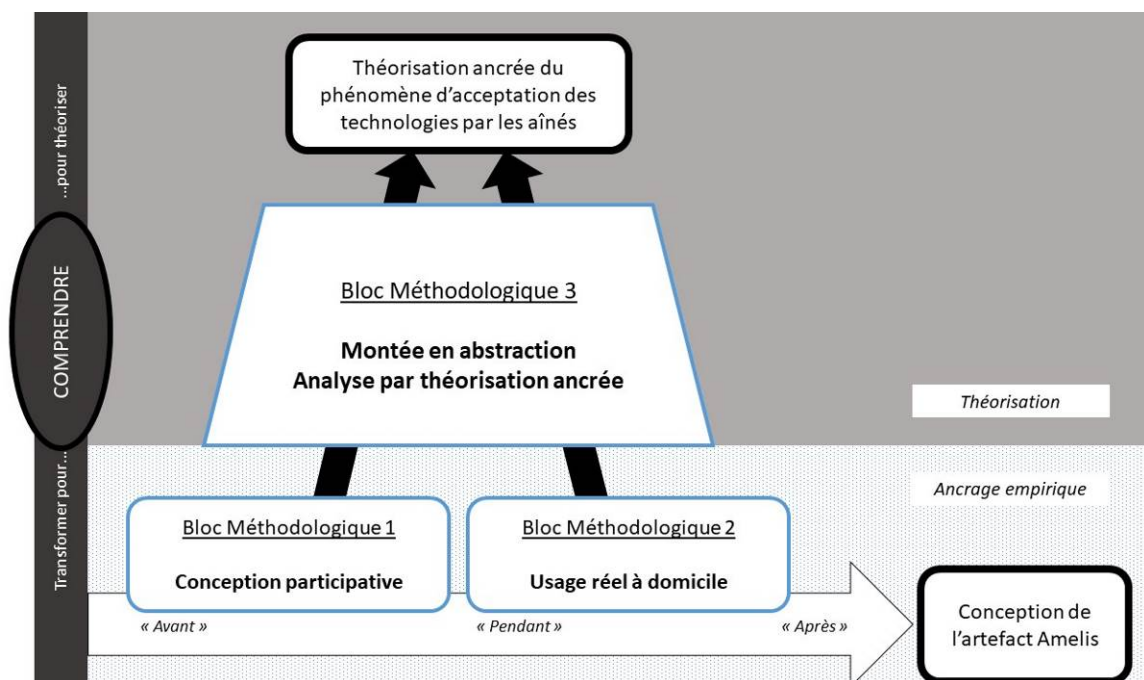 ...pour théoriser
COMPRENDRE
Transformer pour...
Théorisation ancrée du
phénomène d'acceptation des
technologies par les aînés
Bloc Méthodologique 3
Montée en abstraction
Analyse par théorisation ancrée
Théorisation
Ancrage empirique
Bloc Méthodologique 1
Conception participative
Bloc Méthodologique 2
Usage réel à domicile
« Avant »
« Pendant »
« Après »
Conception de
l'artefact Amelis